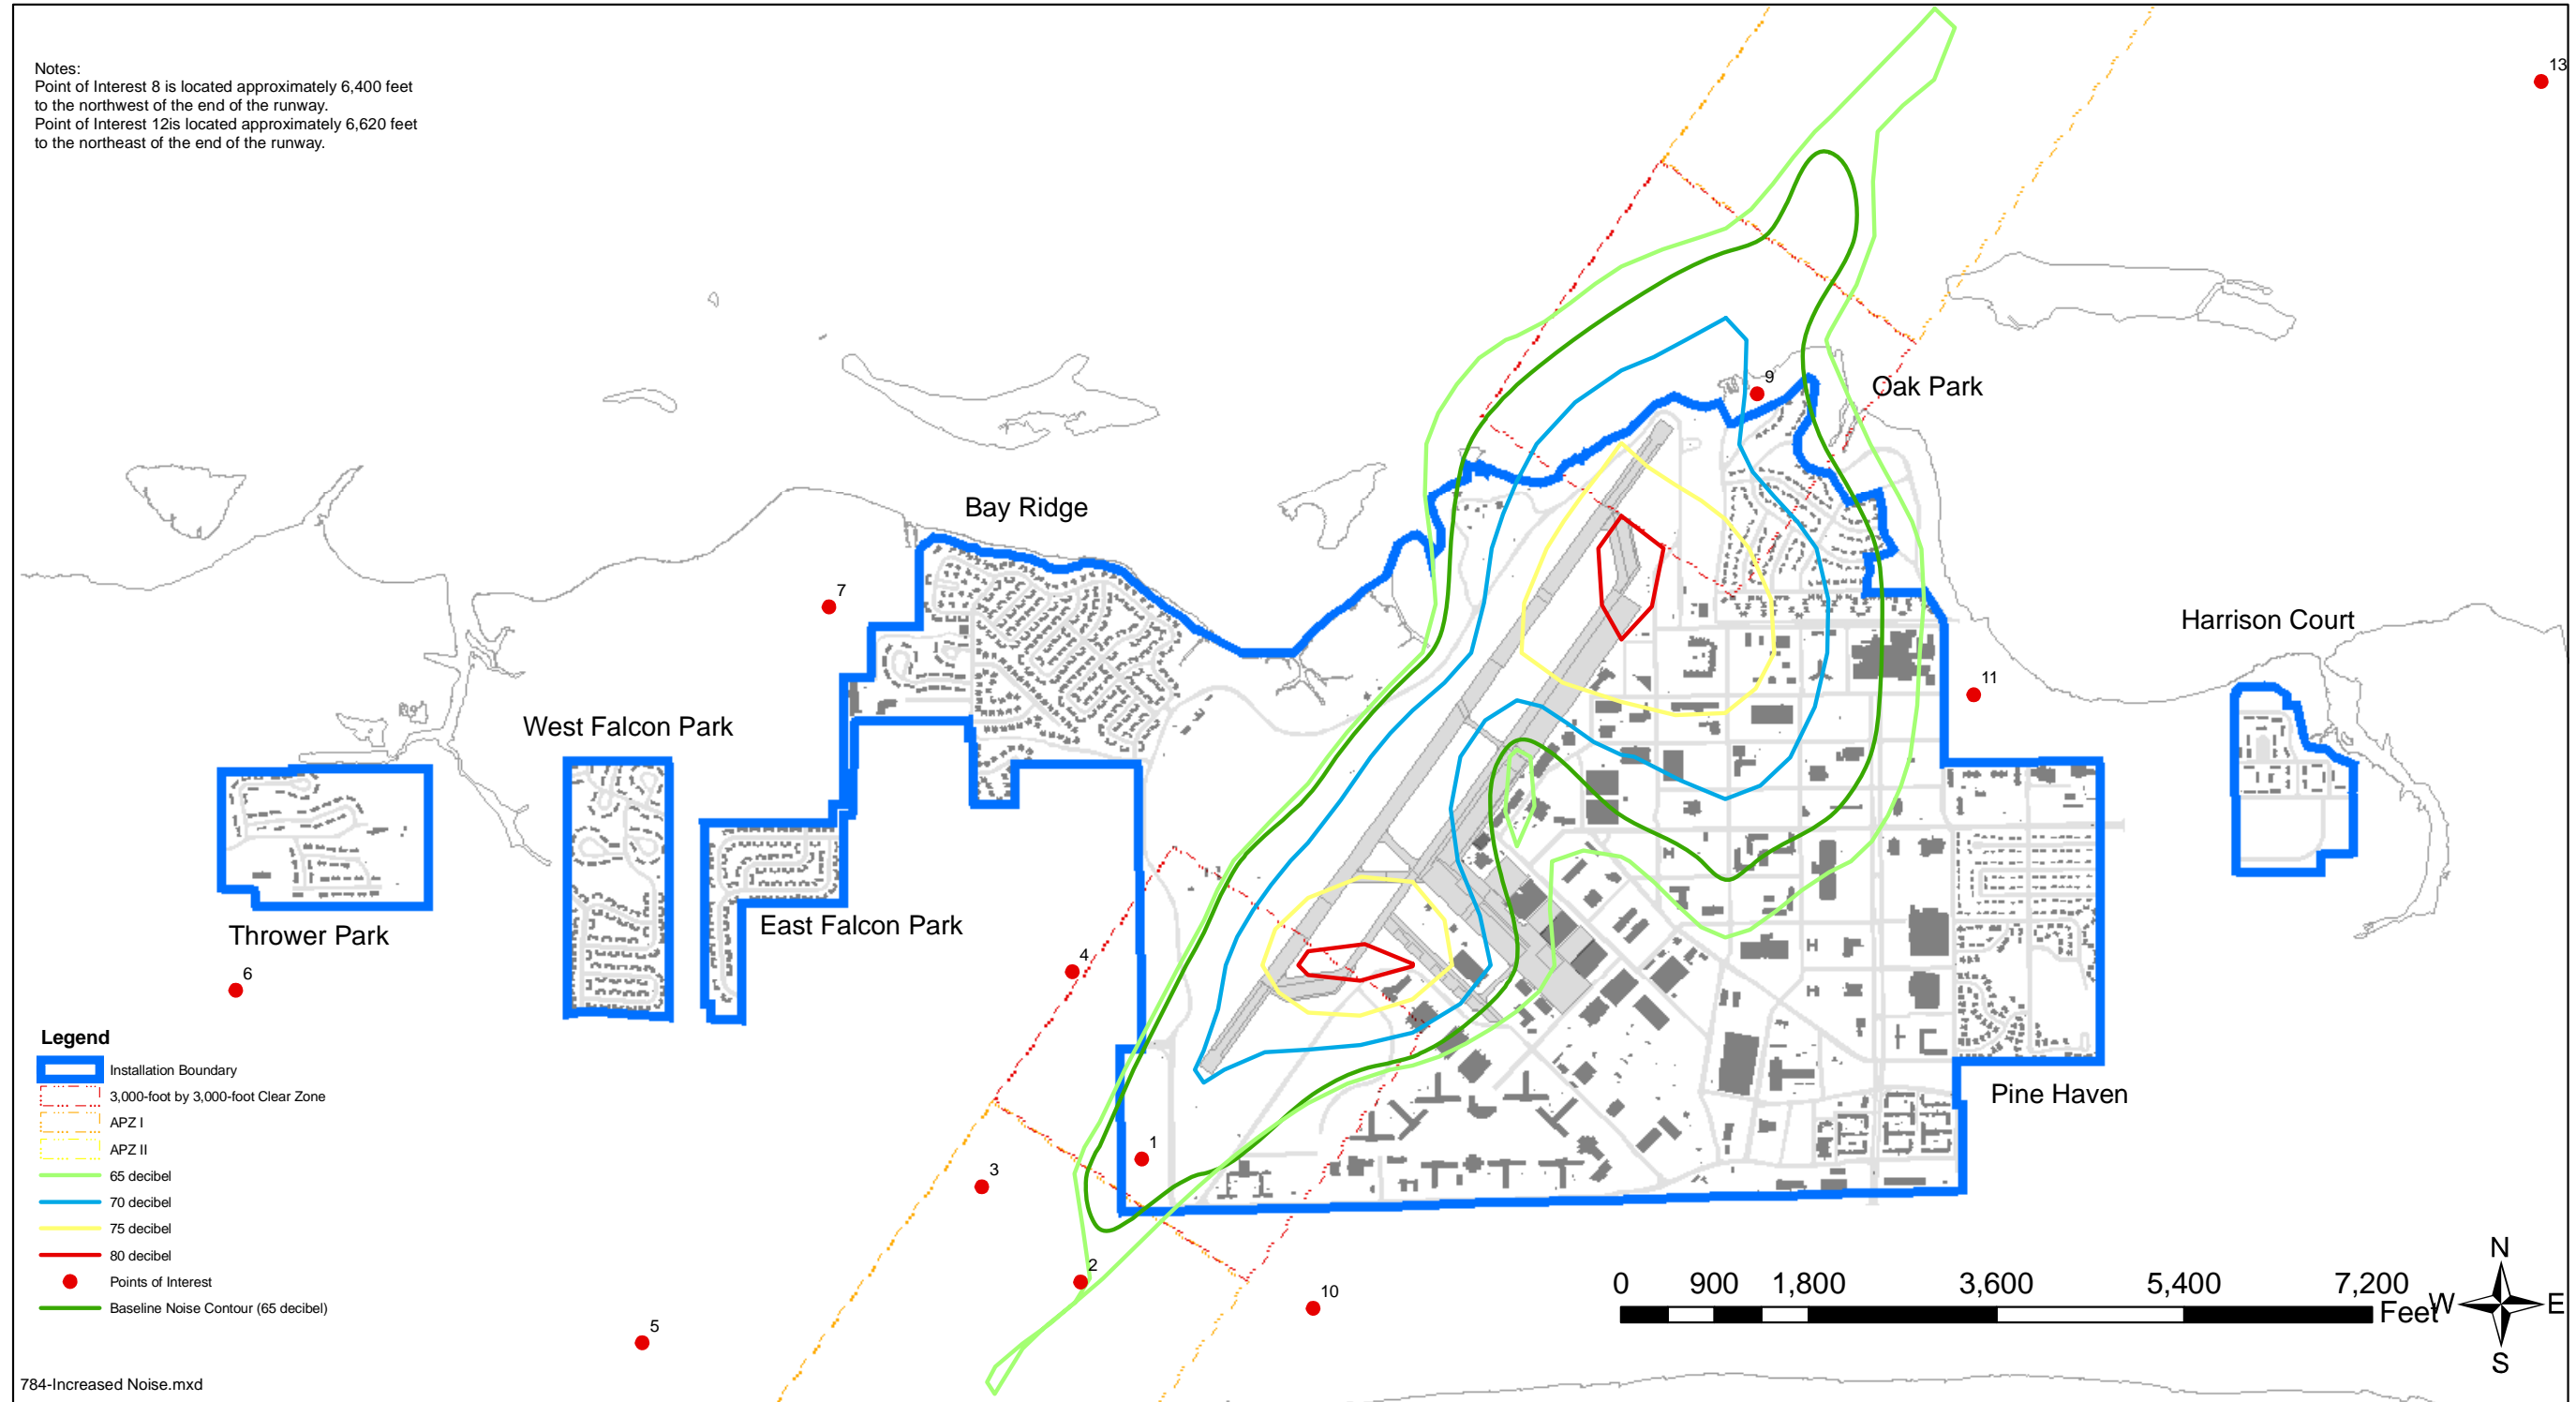 Notes:
Point of Interest 8 is located approximately 6,400 feet
to the northwest of the end of the runway.
Point of Interest 12is located approximately 6,620 feet
to the northeast of the end of the runway.
13
9
Oak Park
Bay Ridge
7
Harrison Court
11
West Falcon Park
Thrower Park
East Falcon Park
4
6
Legend
Installation Boundary
3,000-foot by 3,000-foot Clear Zone
APZ I
APZ II
65 decibel
70 decibel
75 decibel
80 decibel
Points of Interest
Baseline Noise Contour (65 decibel)
Pine Haven
1
3
2
10
5
0 900 1,800 3,600 5,400 7,200
Feet
N
W E
S
784-Increased Noise.mxd